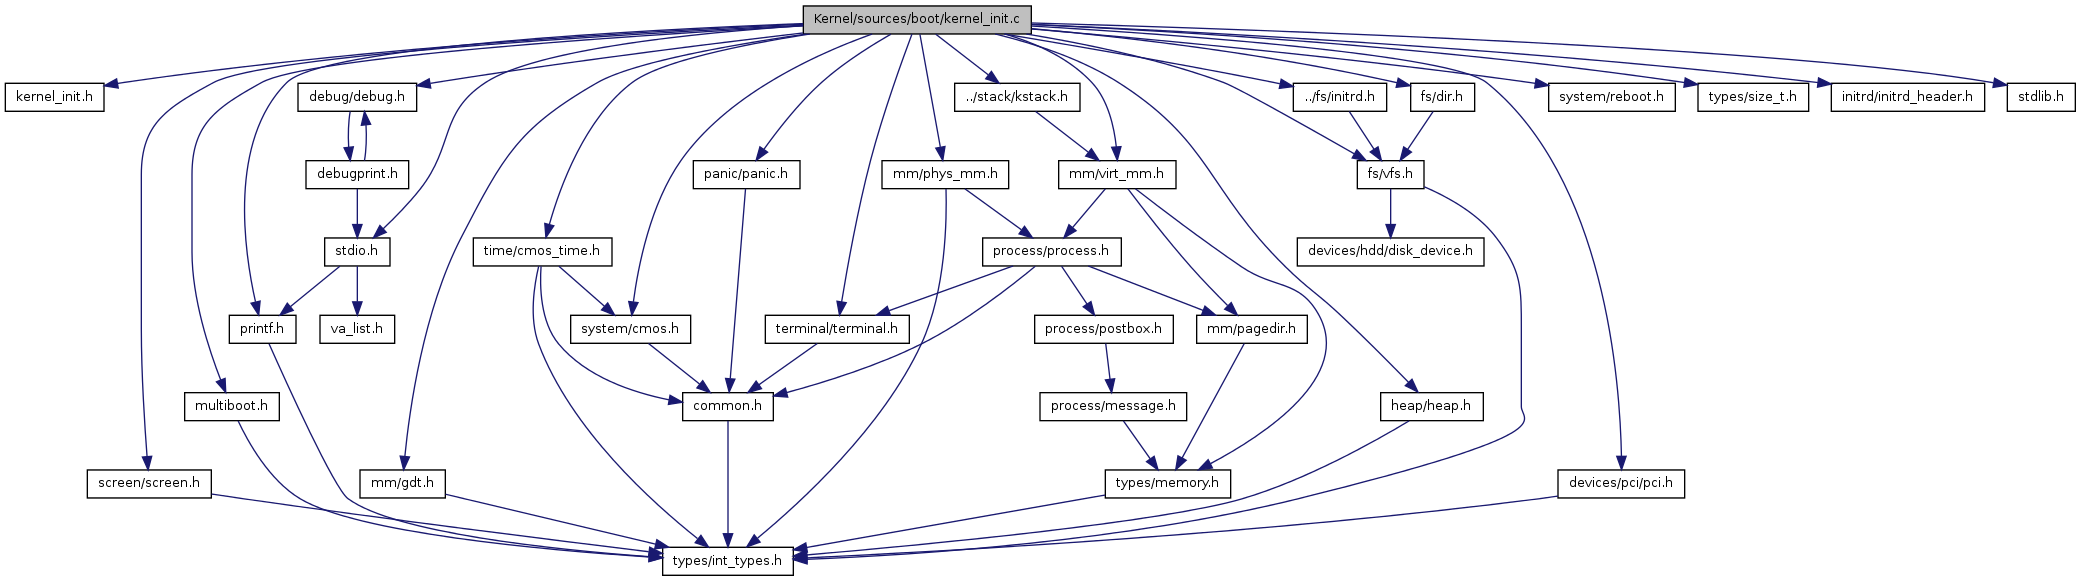 Kernel/sources/boot/kernel_init.c
kernel_init.h
debug/debug.h
../stack/kstack.h
../fs/initrd.h
fs/dir.h
system/reboot.h
types/size_t.h
initrd/initrd_header.h
stdlib.h
debugprint.h
panic/panic.h
mm/phys_mm.h
mm/virt_mm.h
fs/vfs.h
stdio.h
time/cmos_time.h
process/process.h
devices/hdd/disk_device.h
printf.h
va_list.h
system/cmos.h
terminal/terminal.h
process/postbox.h
mm/pagedir.h
multiboot.h
common.h
process/message.h
heap/heap.h
screen/screen.h
mm/gdt.h
types/memory.h
devices/pci/pci.h
types/int_types.h